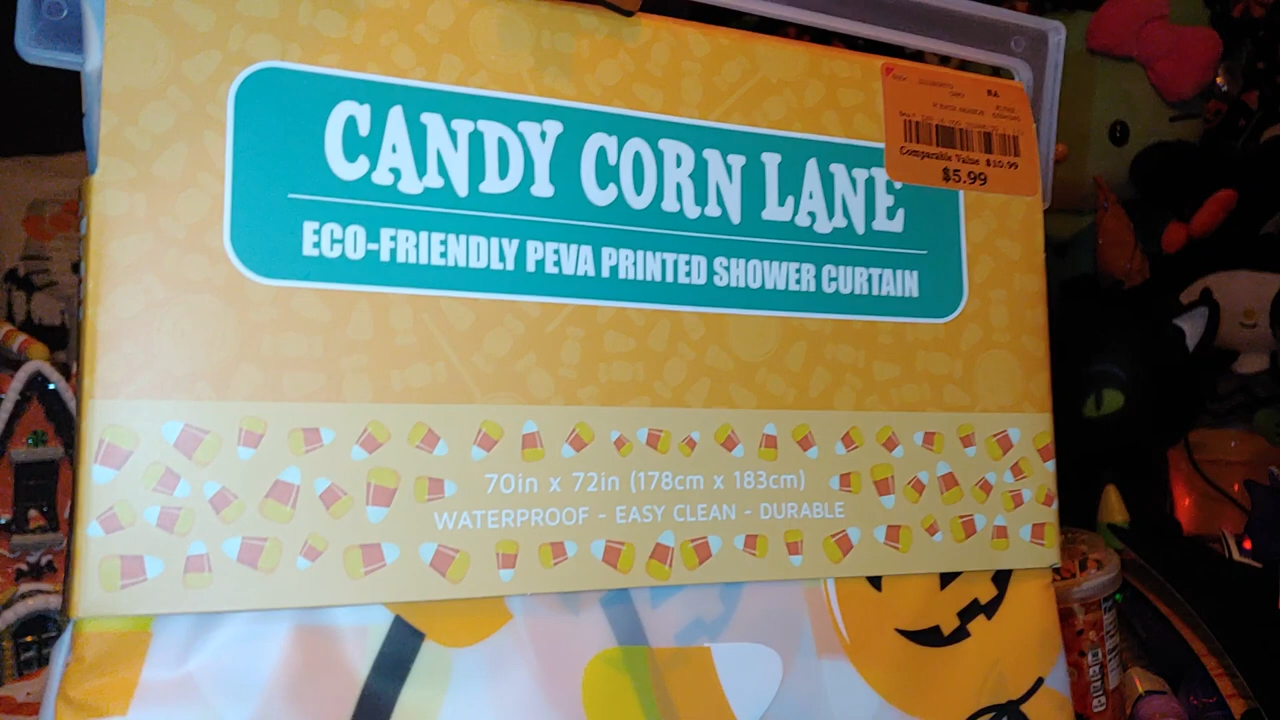 CANDY CORN LANE
ECO-FRIENDLY PEVA PRINTED SHOWER CURTAIN
Comparable Value $10.99
$5.99
70in x 72in (178cm x 183cm)
WATERPROOF - EASY CLEAN - DURABLE